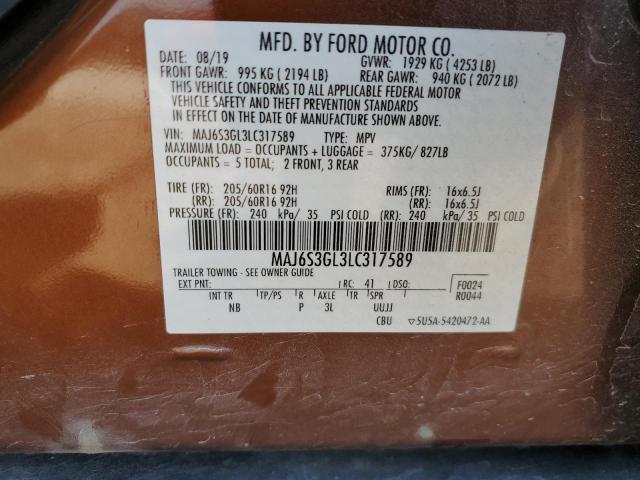 MFD. BY FORD MOTOR CO.
DATE: 08/19 GVWR: 1929 KG ( 4253 LB)
FRONT GAWR: 995 KG ( 2194 LB) REAR GAWR: 940 KG ( 2072 LB)
THIS VEHICLE CONFORMS TO ALL APPLICABLE FEDERAL MOTOR
VEHICLE SAFETY AND THEFT PREVENTION STANDARDS
IN EFFECT ON THE DATE OF MANUFACTURE SHOWN ABOVE.
VIN: MAJ6S3GL3LC317589 TYPE: MPV
MAXIMUM LOAD = OCCUPANTS + LUGGAGE = 375KG/ 827LB
OCCUPANTS = 5 TOTAL; 2 FRONT, 3 REAR
TIRE (FR): 205/60R16 92H RIMS (FR): 16x6.5J
(RR): 205/60R16 92H (RR): 16x6.5J
PRESSURE (FR): 240 kPa/ 35 PSI COLD (RR): 240 kPa/ 35 PSI COLD
MAJ6S3GL3LC317589
TRAILER TOWING - SEE OWNER GUIDE
EXT PNT: RC: 41 DSO: F0024
INT TR TP/PS R AXLE TR SPR R0044
NB P 3L UUJJ
CBU ▽5U5A-5420472-AA